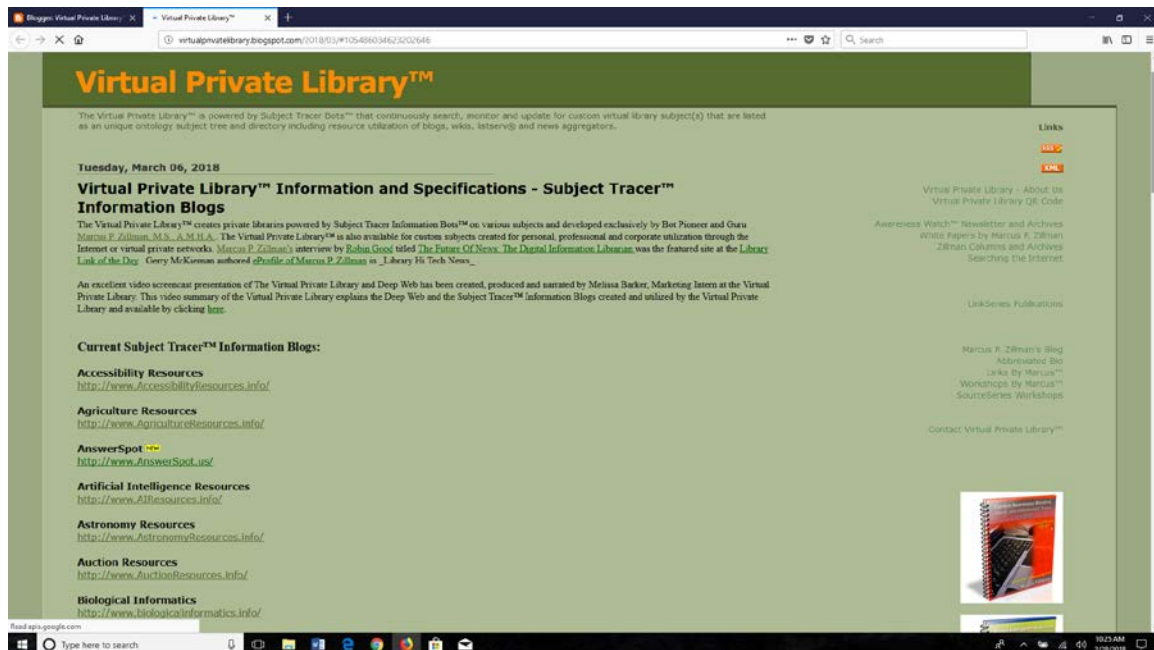 Blogger: Virtual Private Library
Virtual Private Library™
virtualprivatelibrary.blogspot.com/2018/03/#105486034623202646
Search
Virtual Private Library™
The Virtual Private Library™ is powered by Subject Tracer Bots™ that continuously search, monitor and update for custom virtual library subject(s) that are listed
as an unique ontology subject tree and directory including resource utilization of blogs, wikis, listserv® and news aggregators.
Tuesday, March 06, 2018
Virtual Private Library™ Information and Specifications - Subject Tracer™
Information Blogs
The Virtual Private Library™ creates private libraries powered by Subject Tracer Information Bots™ on various subjects and developed exclusively by Bot Pioneer and Guru
Marcus P. Zillman, M.S., A.M.H.A.. The Virtual Private Library™ is also available for custom subjects created for personal, professional and corporate utilization through the
Internet or virtual private networks. Marcus P. Zillman's interview by Robin Good titled The Future Of News: The Digital Information Librarian was the featured site at the Library
Link of the Day. Gerry McKiernan authored eProfile of Marcus P. Zillman in _Library Hi Tech News_
An excellent video screencast presentation of The Virtual Private Library and Deep Web has been created, produced and narrated by Melissa Barker, Marketing Intern at the Virtual
Private Library. This video summary of the Virtual Private Library explains the Deep Web and the Subject Tracer™ Information Blogs created and utilized by the Virtual Private
Library and available by clicking here.
Current Subject Tracer™ Information Blogs:
Accessibility Resources
http://www.AccessibilityResources.info/
Agriculture Resources
http://www.AgricultureResources.info/
AnswerSpot NEW
http://www.AnswerSpot.us/
Artificial Intelligence Resources
http://www.AIResources.info/
Astronomy Resources
http://www.AstronomyResources.info/
Auction Resources
http://www.AuctionResources.Info/
Biological Informatics
http://www.biologicalinformatics.info/
Links
RSS
XML
Virtual Private Library - About Us
Virtual Private Library QR Code
Awareness Watch™ Newsletter and Archives
White Papers by Marcus P. Zillman
Zillman Columns and Archives
Searching the Internet
LinkSeries Publications
Marcus P. Zillman's Blog
Abbreviated Bio
Links By Marcus™
Workshops By Marcus™
SourceSeries Workshops
Contact Virtual Private Library™
Read apis.google.com
Type here to search
10:25 AM